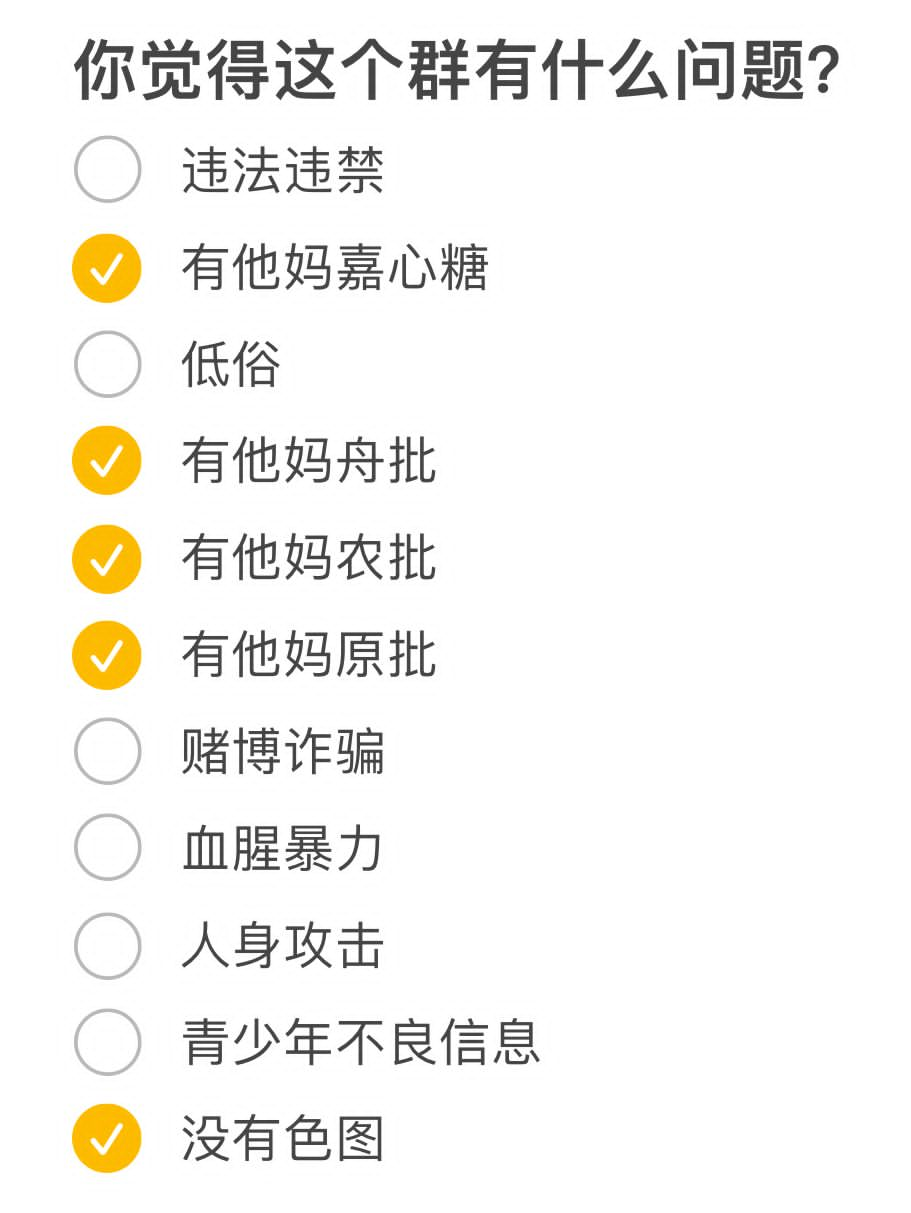 你觉得这个群有什么问题?
违法违禁
有他妈嘉心糖
低俗
有他妈舟批
有他妈农批
有他妈原批
赌博诈骗
血腥暴力
人身攻击
青少年不良信息
没有色图